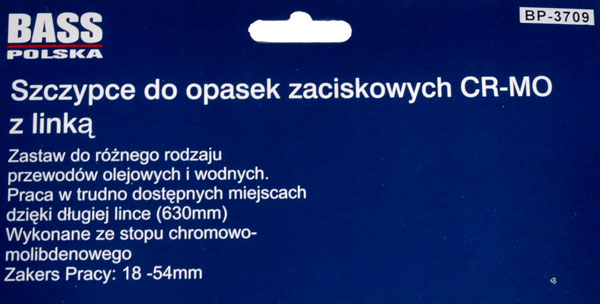 BASS
POLSKA
BP-3709
Szczypce do opasek zaciskowych CR-MO
z linką
Zastaw do różnego rodzaju
przewodów olejowych i wodnych.
Praca w trudno dostępnych miejscach
dzięki długiej lince (630mm)
Wykonane ze stopu chromowo-
molibdenowego
Zakers Pracy: 18 -54mm